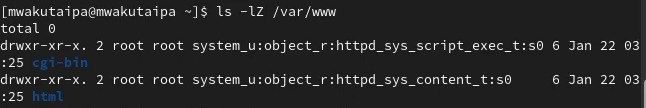 [mwakutaipa@mwakutaipa ~]$ ls -lZ /var/www
total 0
drwxr-xr-x. 2 root root system_u:object_r:httpd_sys_script_exec_t:s0 6 Jan 22 03
:25 cgi-bin
drwxr-xr-x. 2 root root system_u:object_r:httpd_sys_content_t:s0     6 Jan 22 03
:25 html